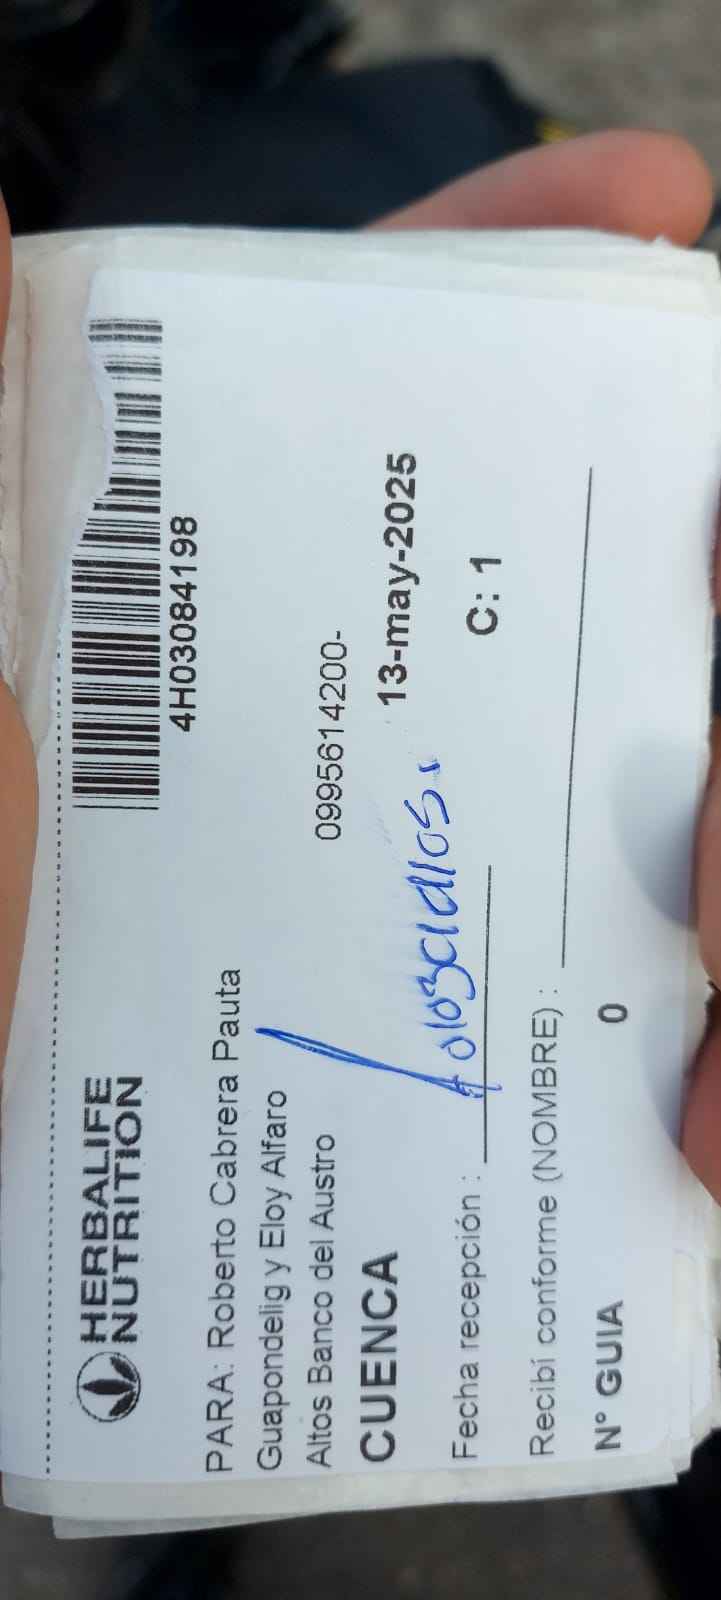 HERBALIFE
NUTRITION
4H03084198
PARA: Roberto Cabrera Pauta
Guapondelig y Eloy Alfaro
Altos Banco del Austro
0995614200-
CUENCA
13-may-2025
Fecha recepción :
C: 1
Recibí conforme (NOMBRE) :
N° GUIA 0